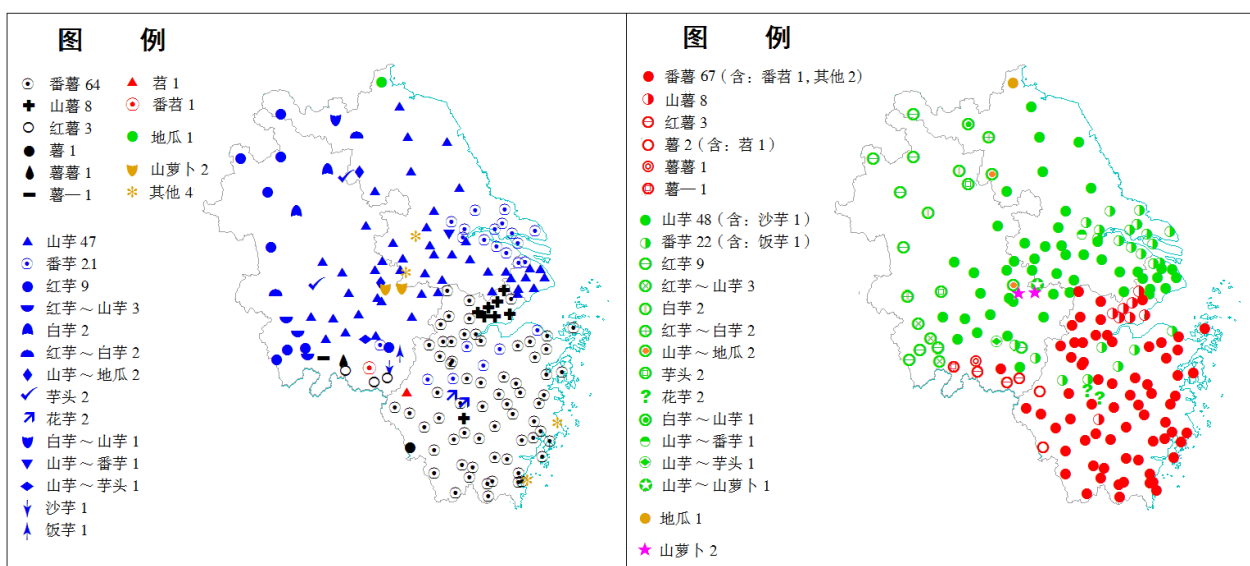 图 例
番薯 64
山薯 8
红薯 3
薯 1
薯薯 1
薯— 1
苕 1
番苕 1
地瓜 1
山萝卜 2
其他 4
山芋 47
番芋 21
红芋 9
红芋～山芋 3
白芋 2
红芋～白芋 2
山芋～地瓜 2
芋头 2
花芋 2
白芋～山芋 1
山芋～番芋 1
山芋～芋头 1
沙芋 1
饭芋 1
图 例
番薯 67（含：番苕 1, 其他 2）
山薯 8
红薯 3
薯 2（含：苕 1）
薯薯 1
薯— 1
山芋 48（含：沙芋 1）
番芋 22（含：饭芋 1）
红芋 9
红芋～山芋 3
白芋 2
红芋～白芋 2
山芋～地瓜 2
芋头 2
花芋 2
白芋～山芋 1
山芋～番芋 1
山芋～芋头 1
山芋～山萝卜 1
地瓜 1
山萝卜 2